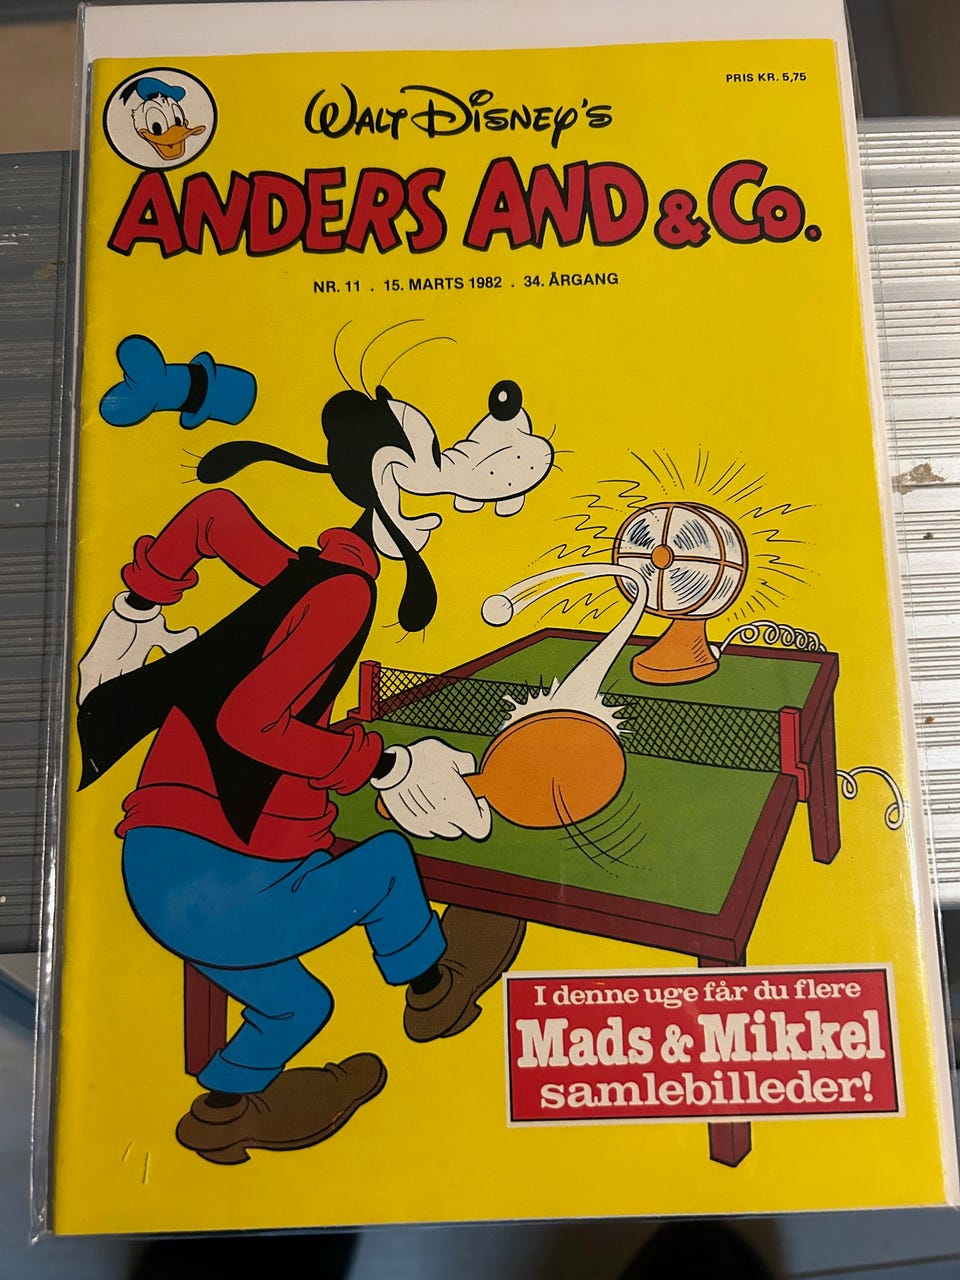 PRIS KR. 5,75
WALT DISNEY'S
ANDERS AND & Co.
NR. 11 . 15. MARTS 1982 . 34. ÅRGANG
I denne uge får du flere
Mads & Mikkel
samlebilleder!